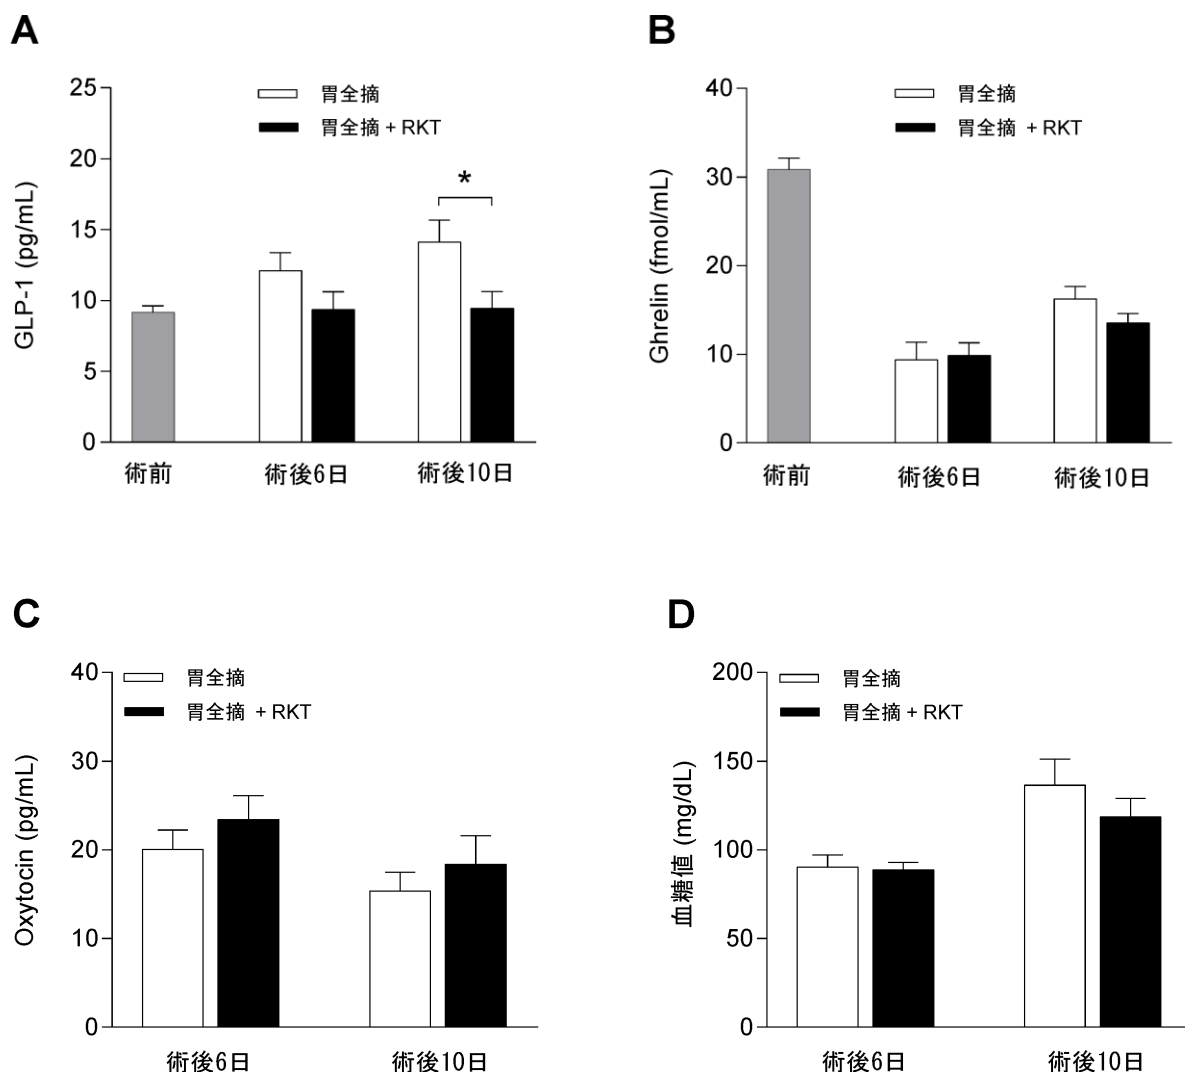 A
GLP-1 (pg/mL)
25
20
15
10
5
0
胃全摘
胃全摘 + RKT
*
術前
術後6日
術後10日
B
Ghrelin (fmol/mL)
40
30
20
10
0
胃全摘
胃全摘 + RKT
術前
術後6日
術後10日
C
Oxytocin (pg/mL)
40
30
20
10
0
胃全摘
胃全摘 + RKT
術後6日
術後10日
D
血糖値 (mg/dL)
200
150
100
50
0
胃全摘
胃全摘 + RKT
術後6日
術後10日